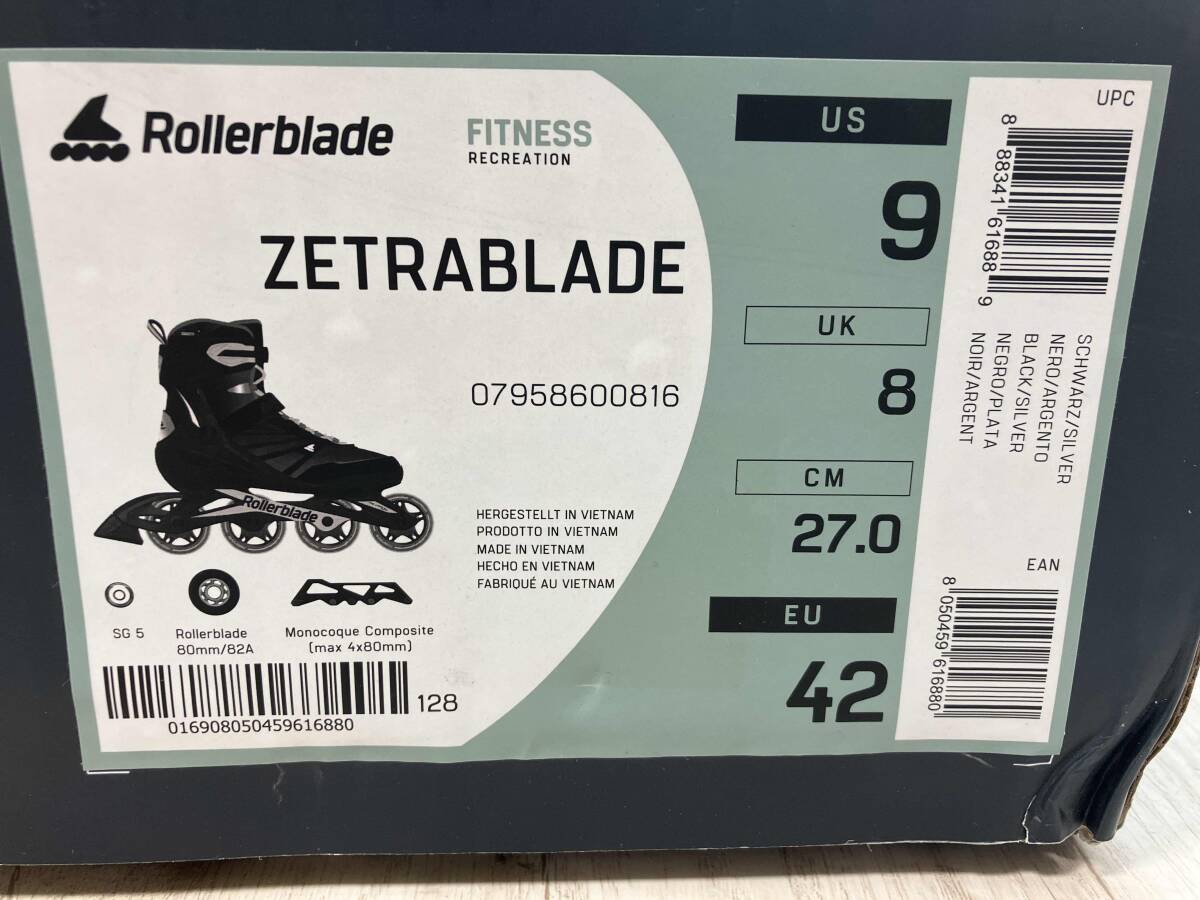 Rollerblade
FITNESS
RECREATION
ZETRABLADE
07958600816
Rollerblade
HERGESTELLT IN VIETNAM
PRODOTTO IN VIETNAM
MADE IN VIETNAM
HECHO EN VIETNAM
FABRIQUÉ AU VIETNAM
SG 5
Rollerblade
80mm/82A
Monocoque Composite
(max 4x80mm)
128
016908050459616880
US
9
UK
8
CM
27.0
EU
42
UPC
8 88341 61688 9
SCHWARZ/SILVER
NERO/ARGENTO
BLACK/SILVER
NEGRO/PLATA
NOIR/ARGENT
EAN
8 050459 616880